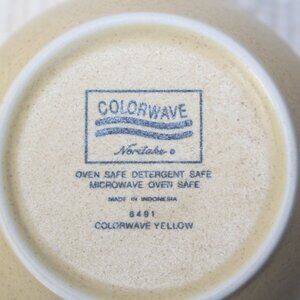 COLORWAVE
Noritake
OVEN SAFE DETERGENT SAFE
MICROWAVE OVEN SAFE
MADE IN INDONESIA
8491
COLORWAVE YELLOW